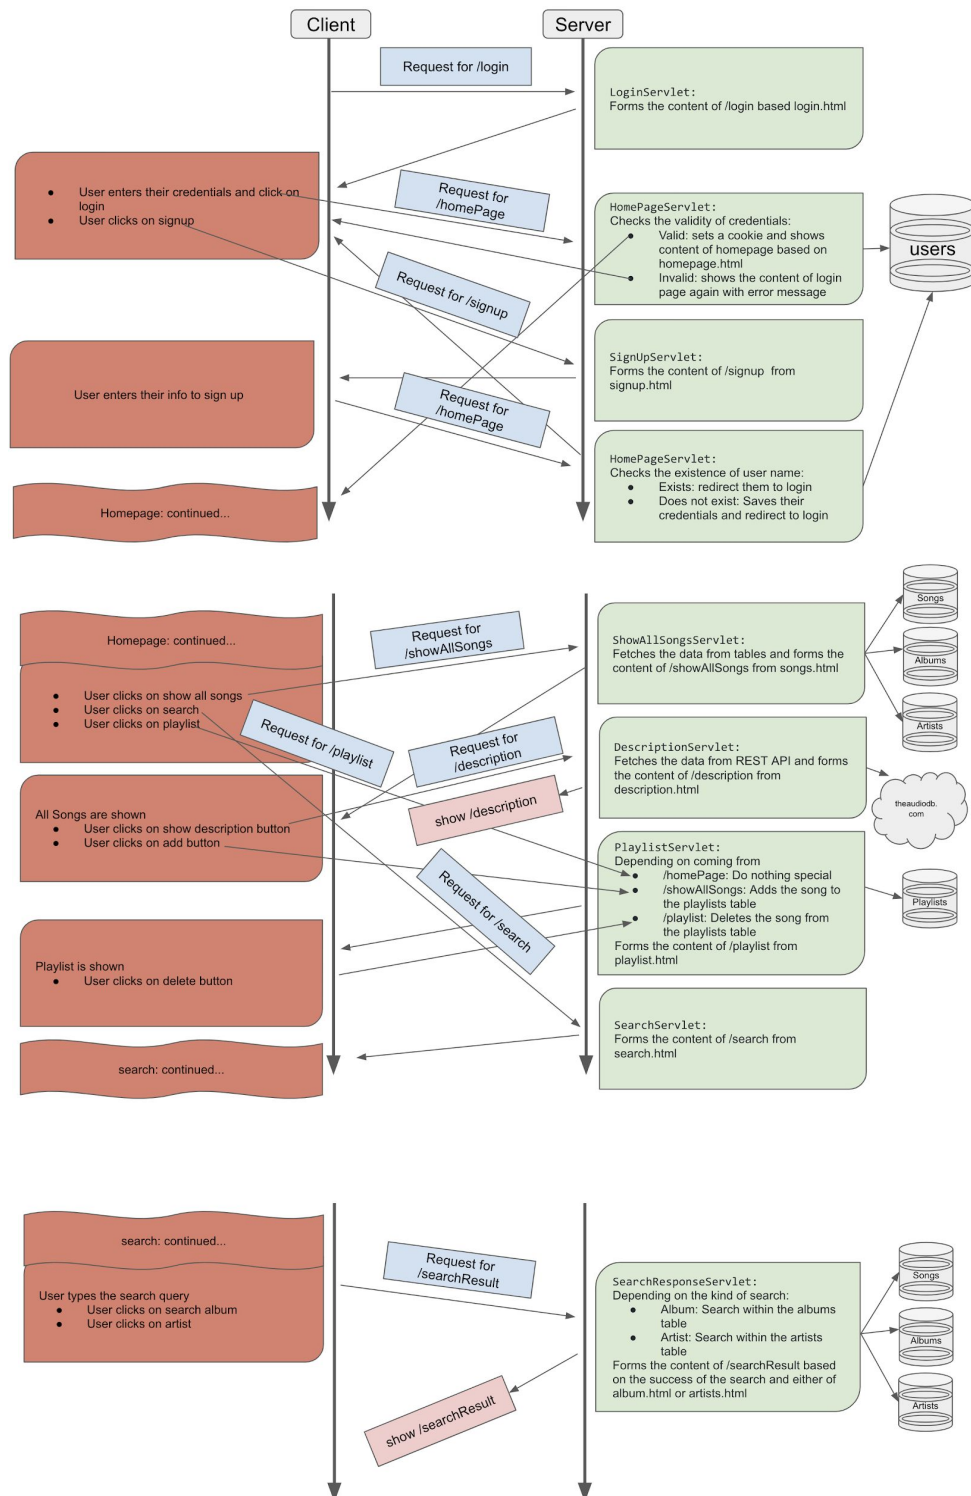 Client
Server
Request for /login
LoginServlet:
Forms the content of /login based login.html
● User enters their credentials and click on
login
● User clicks on signup
Request for
/homePage
HomePageServlet:
Checks the validity of credentials:
● Valid: sets a cookie and shows
content of homepage based on
homepage.html
● Invalid: shows the content of login
page again with error message
users
Request for /signup
SignUpServlet:
Forms the content of /signup from
signup.html
User enters their info to sign up
Request for
/homePage
HomePageServlet:
Checks the existence of user name:
● Exists: redirect them to login
● Does not exist: Saves their
credentials and redirect to login
Homepage: continued...
Songs
Homepage: continued...
Request for
/showAllSongs
ShowAllSongsServlet:
Fetches the data from tables and forms the
content of /showAllSongs from songs.html
Albums
● User clicks on show all songs
● User clicks on search
● User clicks on playlist
Artists
Request for /playlist
Request for
/description
DescriptionServlet:
Fetches the data from REST API and forms
the content of /description from
description.html
theaudiodb.
com
show /description
All Songs are shown
● User clicks on show description button
● User clicks on add button
PlaylistServlet:
Depending on coming from
● /homePage: Do nothing special
● /showAllSongs: Adds the song to
the playlists table
● /playlist: Deletes the song from
the playlists table
Forms the content of /playlist from
playlist.html
Playlists
Request for /search
Playlist is shown
● User clicks on delete button
SearchServlet:
Forms the content of /search from
search.html
search: continued...
search: continued...
Request for
/searchResult
User types the search query
● User clicks on search album
● User clicks on artist
SearchResponseServlet:
Depending on the kind of search:
● Album: Search within the albums
table
● Artist: Search within the artists
table
Forms the content of /searchResult based
on the success of the search and either of
album.html or artists.html
Songs
Albums
Artists
show /searchResult